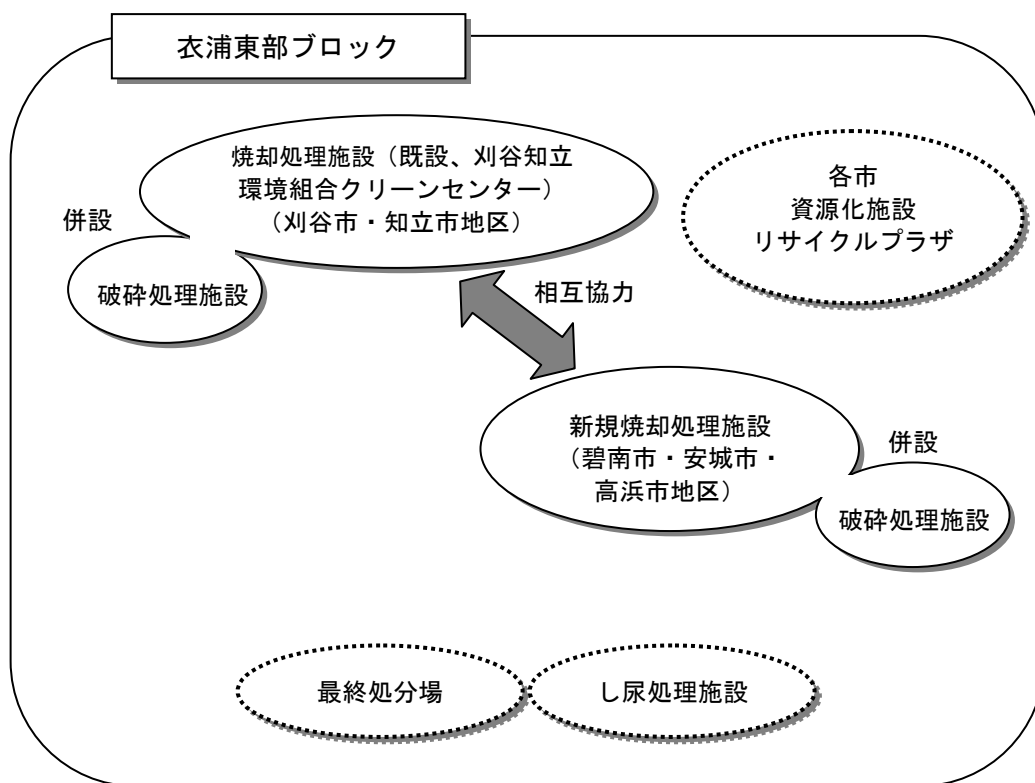 衣浦東部ブロック
焼却処理施設（既設、刈谷知立
環境組合クリーンセンター）
（刈谷市・知立市地区）
併設
破砕処理施設
各市
資源化施設
リサイクルプラザ
相互協力
新規焼却処理施設
（碧南市・安城市・
高浜市地区）
併設
破砕処理施設
最終処分場
し尿処理施設